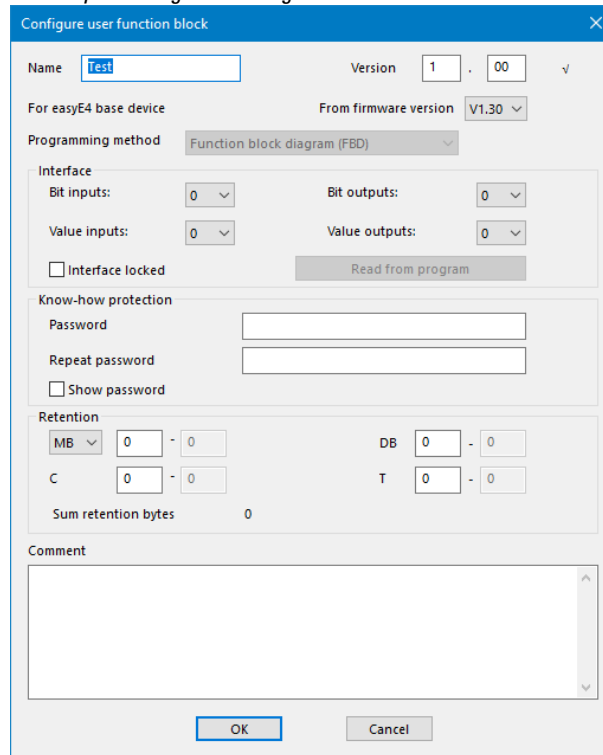 Configure user function block
Name Test Version 1 . 00 √
For easyE4 base device From firmware version V1.30
Programming method Function block diagram (FBD)
Interface
Bit inputs: 0 Bit outputs: 0
Value inputs: 0 Value outputs: 0
Interface locked Read from program
Know-how protection
Password
Repeat password
Show password
Retention
MB 0 - 0 DB 0 - 0
C 0 - 0 T 0 - 0
Sum retention bytes 0
Comment
OK Cancel